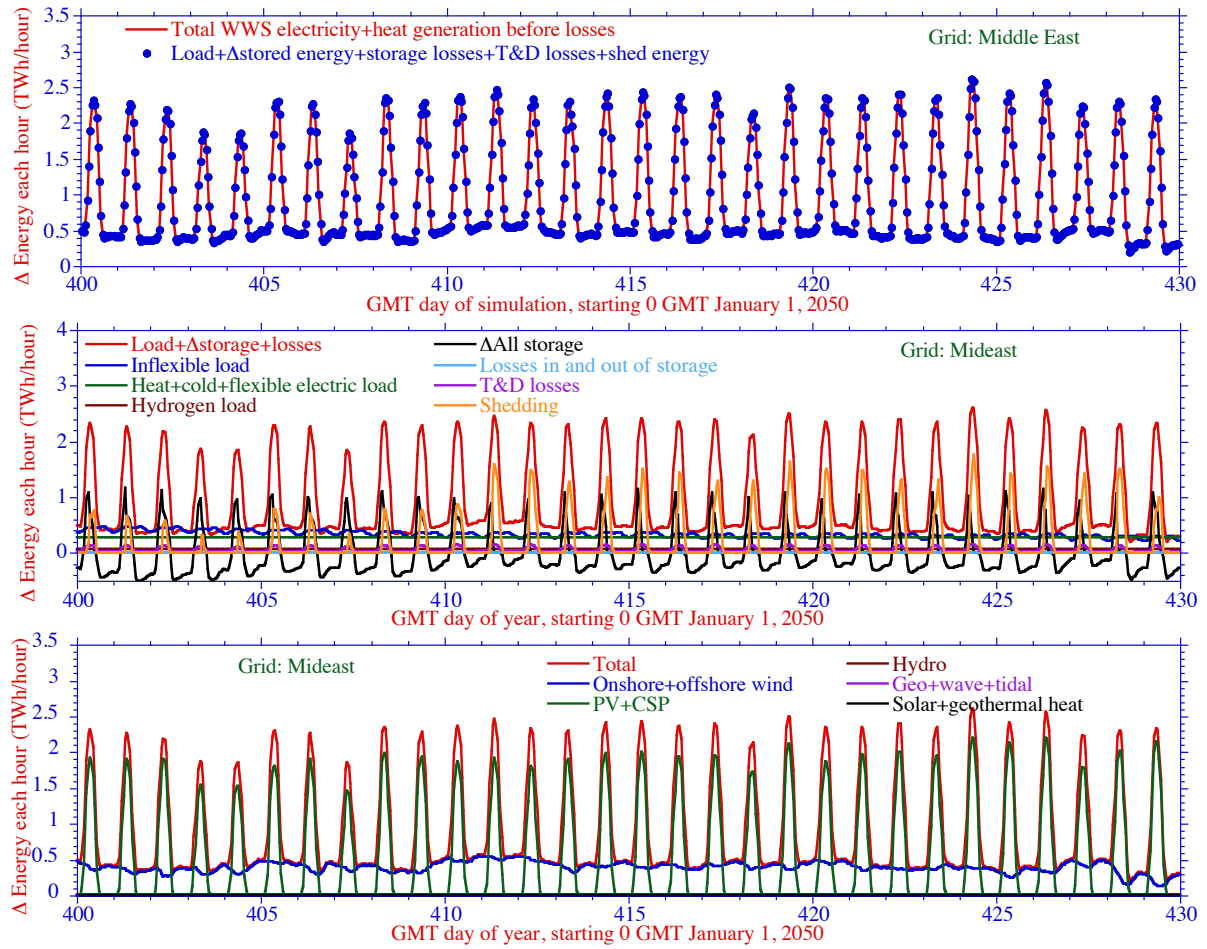 Δ Energy each hour (TWh/hour)
3.5
3
2.5
2
1.5
1
0.5
0
Total WWS electricity+heat generation before losses
Load+Δstored energy+storage losses+T&D losses+shed energy
Grid: Middle East
400 405 410 415 420 425 430
GMT day of simulation, starting 0 GMT January 1, 2050
Δ Energy each hour (TWh/hour)
4
3
2
1
0
Load+Δstorage+losses
Inflexible load
Heat+cold+flexible electric load
Hydrogen load
ΔAll storage
Losses in and out of storage
T&D losses
Shedding
Grid: Mideast
400 405 410 415 420 425 430
GMT day of year, starting 0 GMT January 1, 2050
Δ Energy each hour (TWh/hour)
3.5
3
2.5
2
1.5
1
0.5
0
Grid: Mideast
Total
Onshore+offshore wind
PV+CSP
Hydro
Geo+wave+tidal
Solar+geothermal heat
400 405 410 415 420 425 430
GMT day of year, starting 0 GMT January 1, 2050